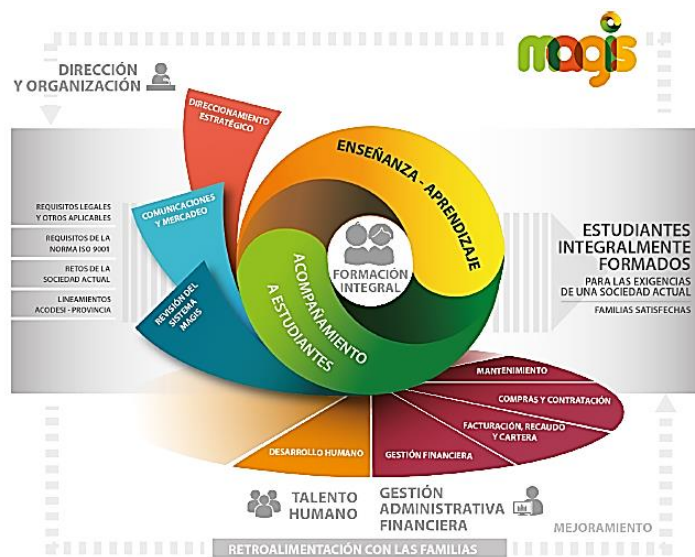 magis
DIRECCIÓN
Y ORGANIZACIÓN
DIRECCIONAMIENTO
ESTRATÉGICO
COMUNICACIONES
Y MERCADEO
REVISIÓN DEL
SISTEMA
MAGIS
ENSEÑANZA - APRENDIZAJE
FORMACIÓN
INTEGRAL
ACOMPAÑAMIENTO
A ESTUDIANTES
REQUISITOS LEGALES
Y OTROS APLICABLES
REQUISITOS DE LA
NORMA ISO 9001
RETOS DE LA
SOCIEDAD ACTUAL
LINEAMIENTOS
ACODESI - PROVINCIA
ESTUDIANTES
INTEGRALMENTE
FORMADOS
PARA LAS EXIGENCIAS
DE UNA SOCIEDAD ACTUAL
FAMILIAS SATISFECHAS
MANTENIMIENTO
COMPRAS Y CONTRATACIÓN
FACTURACIÓN, RECAUDO
Y CARTERA
GESTIÓN FINANCIERA
DESARROLLO HUMANO
TALENTO
HUMANO
GESTIÓN
ADMINISTRATIVA
FINANCIERA
MEJORAMIENTO
RETROALIMENTACIÓN CON LAS FAMILIAS